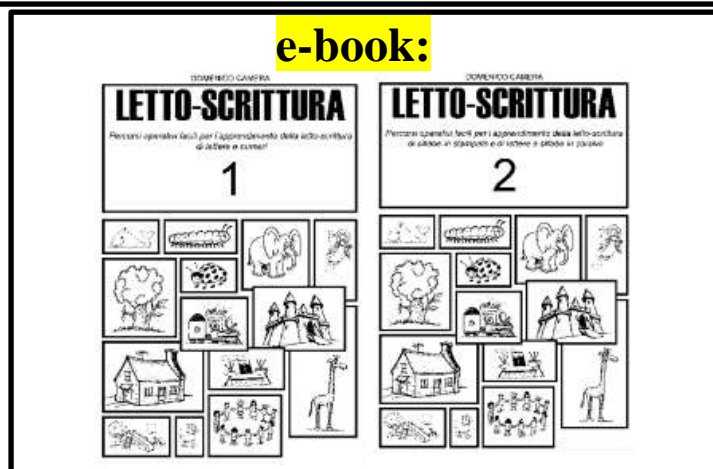 e-book:
DOMENICO CAMERA
LETTO-SCRITTURA
Percorsi operativi facili per l'apprendimento della letto-scrittura
di lettere e numeri
1
DOMENICO CAMERA
LETTO-SCRITTURA
Percorsi operativi facili per l'apprendimento della letto-scrittura
di sillabe in stampato e di lettere e sillabe in corsivo
2